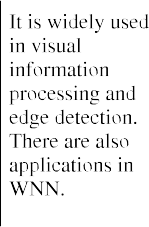 It is widely used
in visual
information
processing and
edge detection.
There are also
applications in
WNN.